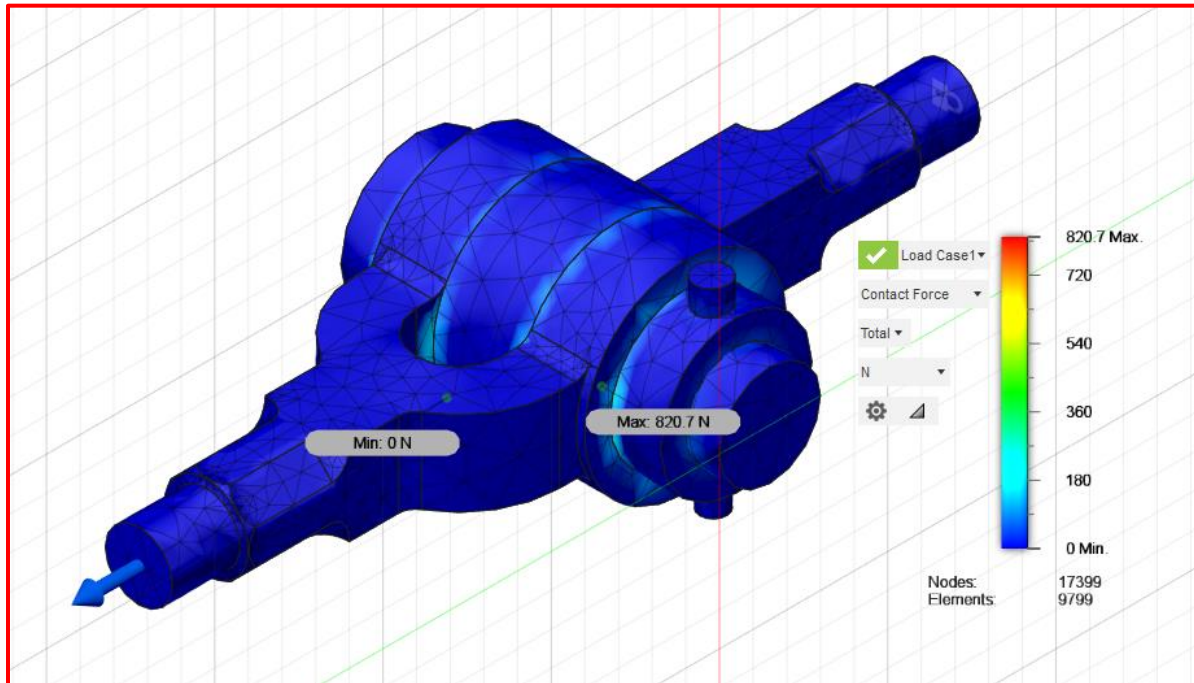 820.7 Max.
Load Case1
720
Contact Force
Total
540
N
360
Max: 820.7 N
Min: 0 N
180
0 Min.
Nodes: 17399
Elements: 9799